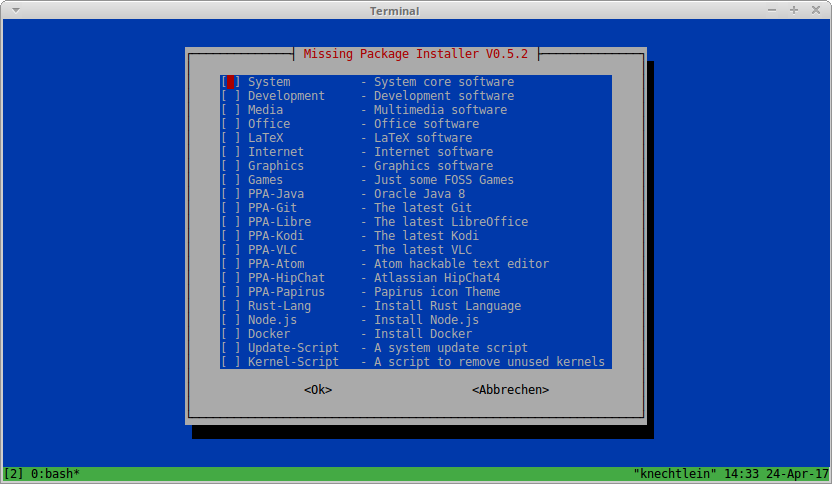 Terminal
Missing Package Installer V0.5.2
[ ] System - System core software
[ ] Development - Development software
[ ] Media - Multimedia software
[ ] Office - Office software
[ ] LaTeX - LaTeX software
[ ] Internet - Internet software
[ ] Graphics - Graphics software
[ ] Games - Just some FOSS Games
[ ] PPA-Java - Oracle Java 8
[ ] PPA-Git - The latest Git
[ ] PPA-Libre - The latest LibreOffice
[ ] PPA-Kodi - The latest Kodi
[ ] PPA-VLC - The latest VLC
[ ] PPA-Atom - Atom hackable text editor
[ ] PPA-HipChat - Atlassian HipChat4
[ ] PPA-Papirus - Papirus icon Theme
[ ] Rust-Lang - Install Rust Language
[ ] Node.js - Install Node.js
[ ] Docker - Install Docker
[ ] Update-Script - A system update script
[ ] Kernel-Script - A script to remove unused kernels
<Ok> <Abbrechen>
[2] 0:bash* "knechtlein" 14:33 24-Apr-17